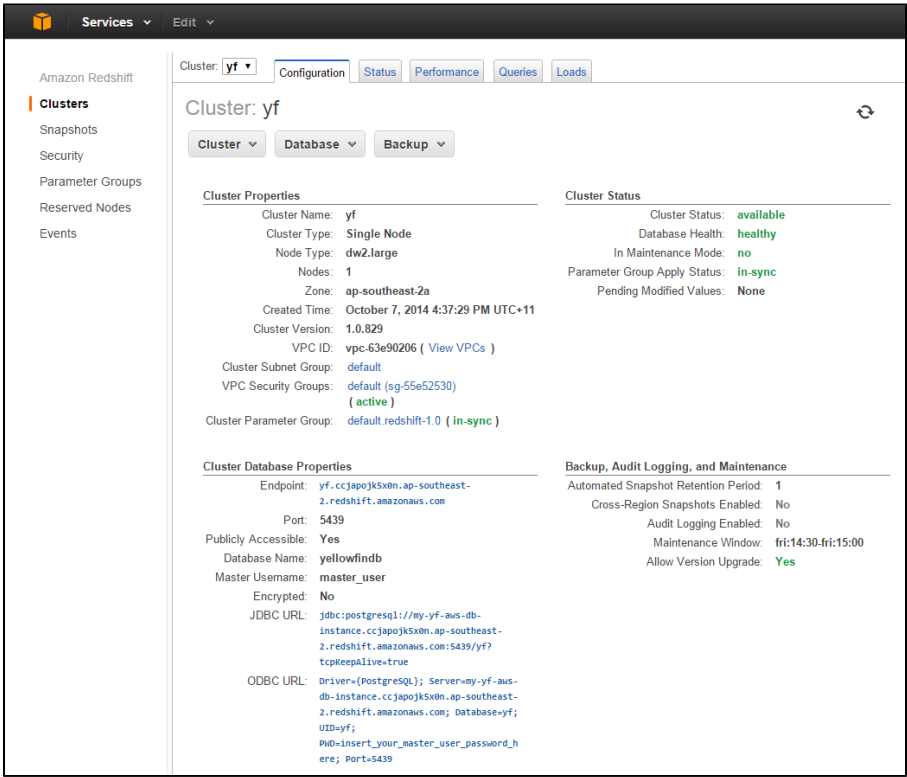 Services Edit
Cluster: yf Configuration Status Performance Queries Loads
Amazon Redshift
Clusters
Snapshots
Security
Parameter Groups
Reserved Nodes
Events
Cluster: yf
Cluster Database Backup
Cluster Properties
Cluster Name: yf
Cluster Type: Single Node
Node Type: dw2.large
Nodes: 1
Zone: ap-southeast-2a
Created Time: October 7, 2014 4:37:29 PM UTC+11
Cluster Version: 1.0.829
VPC ID: vpc-63e90206 ( View VPCs )
Cluster Subnet Group: default
VPC Security Groups: default (sg-55e52530)
( active )
Cluster Parameter Group: default.redshift-1.0 ( in-sync )
Cluster Status
Cluster Status: available
Database Health: healthy
In Maintenance Mode: no
Parameter Group Apply Status: in-sync
Pending Modified Values: None
Cluster Database Properties
Endpoint: yf.ccjapojk5x0n.ap-southeast-
2.redshift.amazonaws.com
Port: 5439
Publicly Accessible: Yes
Database Name: yellowfindb
Master Username: master_user
Encrypted: No
JDBC URL: jdbc:postgresql://my-yf-aws-db-
instance.ccjapojk5x0n.ap-southeast-
2.redshift.amazonaws.com:5439/yf?
tcpKeepAlive=true
ODBC URL: Driver={PostgreSQL}; Server=my-yf-aws-
db-instance.ccjapojk5x0n.ap-southeast-
2.redshift.amazonaws.com; Database=yf;
UID=yf;
PWD=insert_your_master_user_password_h
ere; Port=5439
Backup, Audit Logging, and Maintenance
Automated Snapshot Retention Period: 1
Cross-Region Snapshots Enabled: No
Audit Logging Enabled: No
Maintenance Window: fri:14:30-fri:15:00
Allow Version Upgrade: Yes